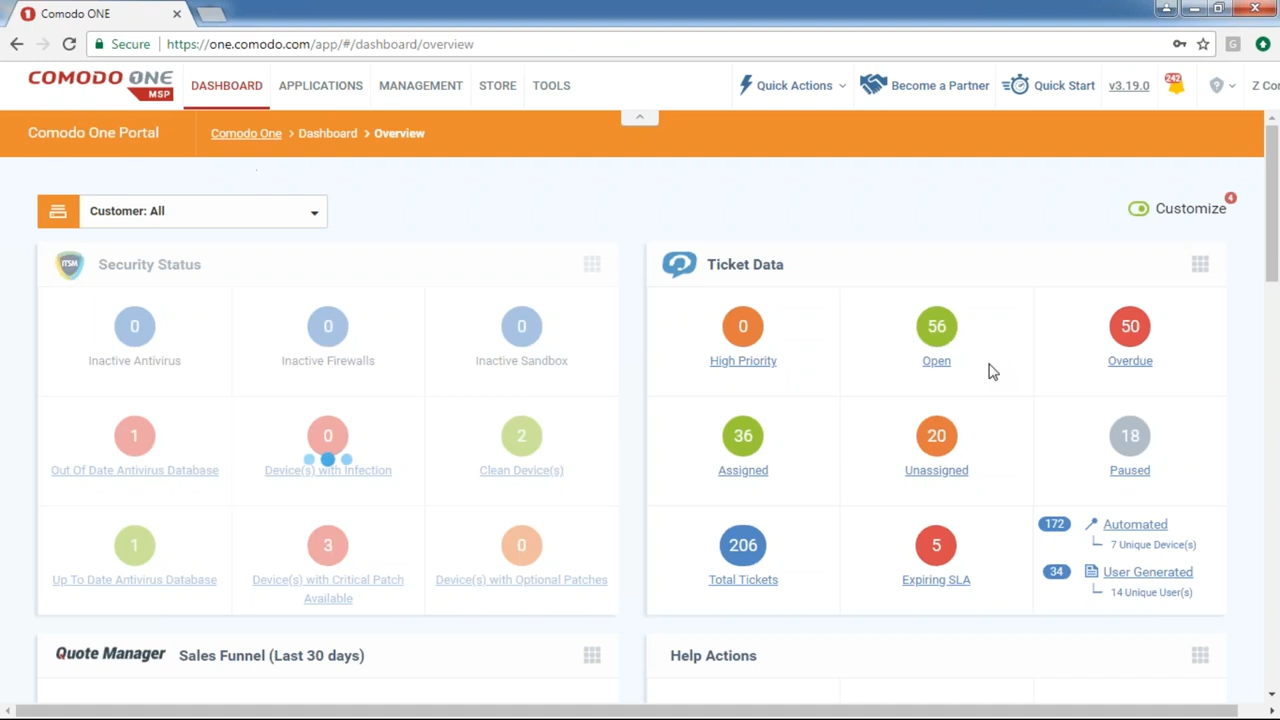 Comodo ONE
Secure
https://one.comodo.com/app/#/dashboard/overview
G
COMODO ONE
MSP
DASHBOARD
APPLICATIONS
MANAGEMENT
STORE
TOOLS
Quick Actions
Become a Partner
Quick Start
v3.19.0
242
?
Z Cor
Comodo One Portal
Comodo One > Dashboard > Overview
Customer: All
Customize
4
ITSM
Security Status
0
Inactive Antivirus
0
Inactive Firewalls
0
Inactive Sandbox
1
Out Of Date Antivirus Database
0
Device(s) with Infection
2
Clean Device(s)
1
Up To Date Antivirus Database
3
Device(s) with Critical Patch
Available
0
Device(s) with Optional Patches
Ticket Data
0
High Priority
56
Open
50
Overdue
36
Assigned
20
Unassigned
18
Paused
206
Total Tickets
5
Expiring SLA
172 Automated
7 Unique Device(s)
34 User Generated
14 Unique User(s)
Quote Manager Sales Funnel (Last 30 days)
Help Actions